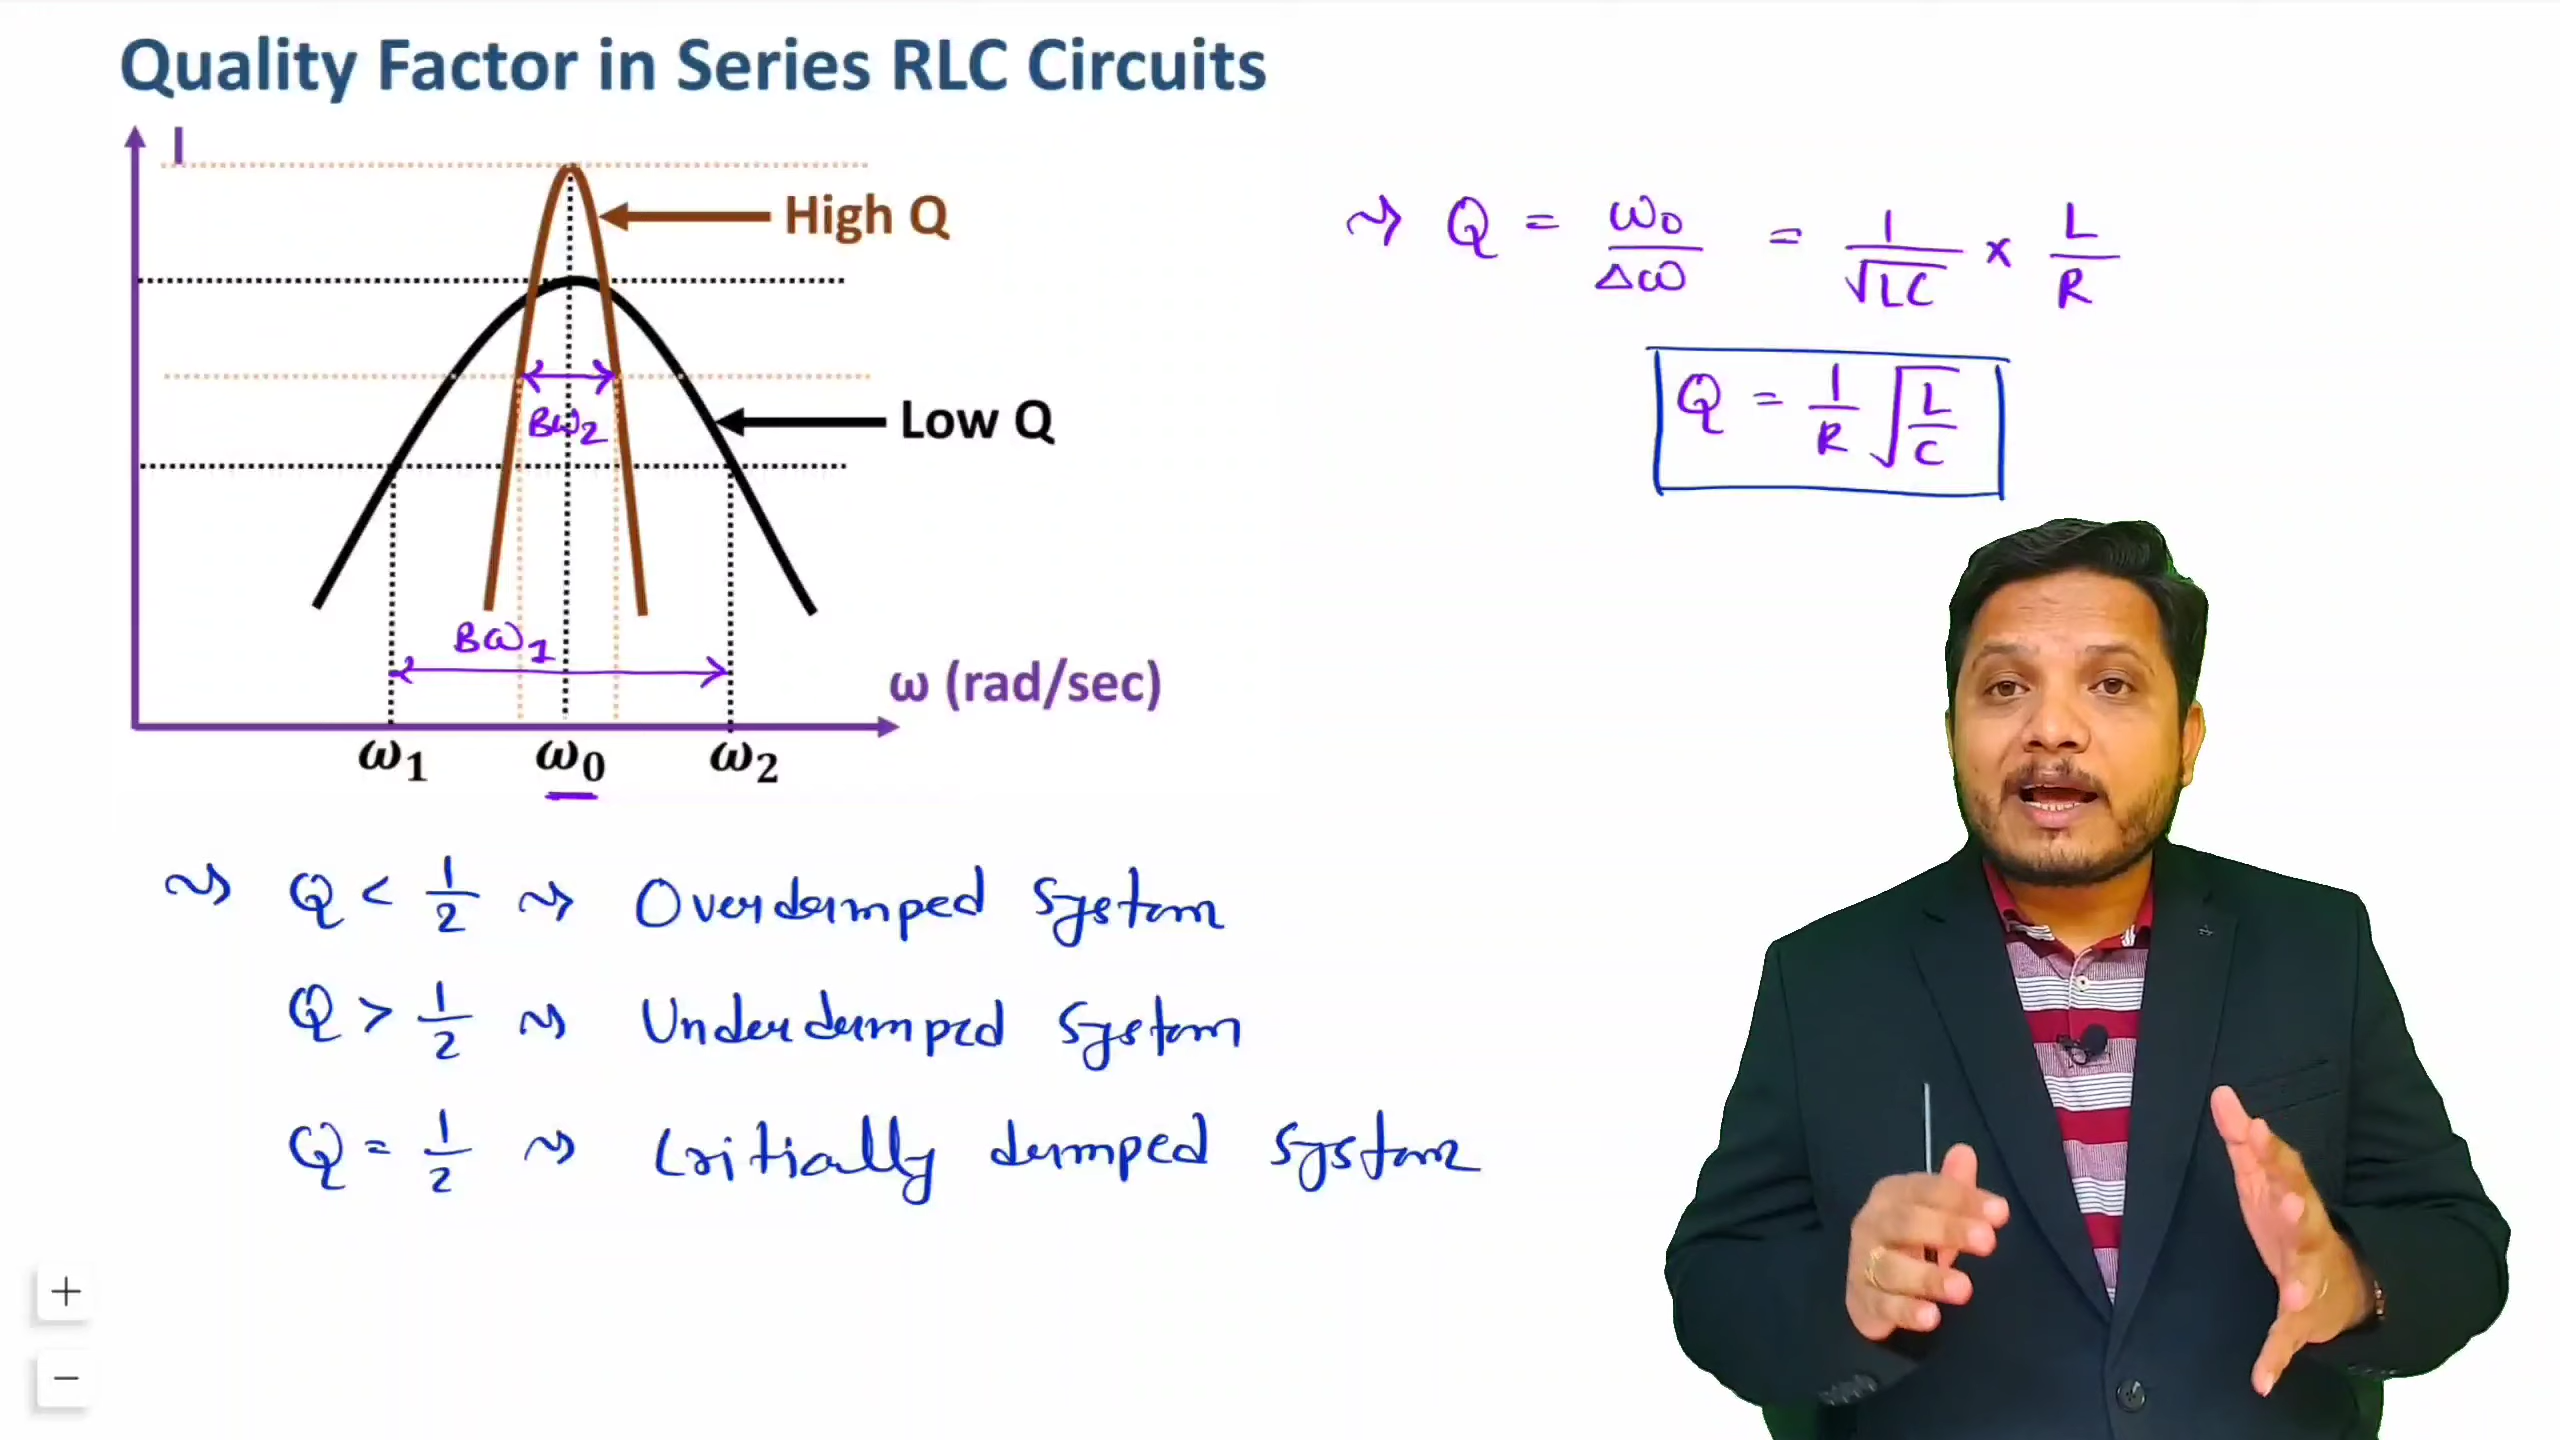 Quality Factor in Series RLC Circuits
I
High Q
Low Q
BW2
BW1
ω (rad/sec)
ω1 ω0 ω2
Q = ω0/Δω = 1/√LC × L/R
Q = 1/R √L/C
Q < 1/2 ⇝ Overdamped system
Q > 1/2 ⇝ Underdamped system
Q = 1/2 ⇝ Critially damped system
+
−